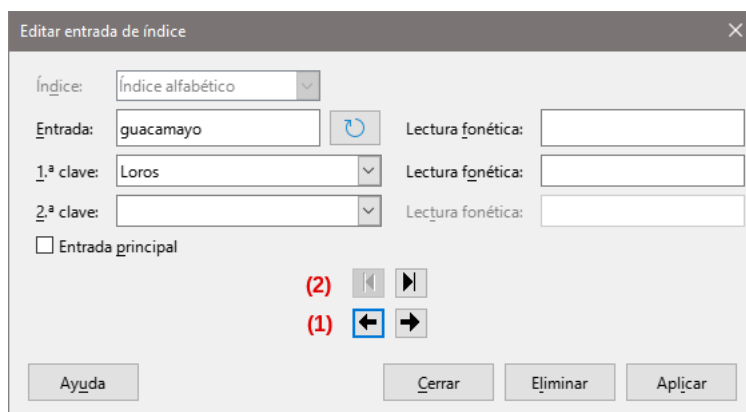 Editar entrada de índice
Índice: Índice alfabético
Entrada: guacamayo Lectura fonética:
1.ª clave: Loros Lectura fonética:
2.ª clave: Lectura fonética:
Entrada principal
(2)
(1)
Ayuda Cerrar Eliminar Aplicar